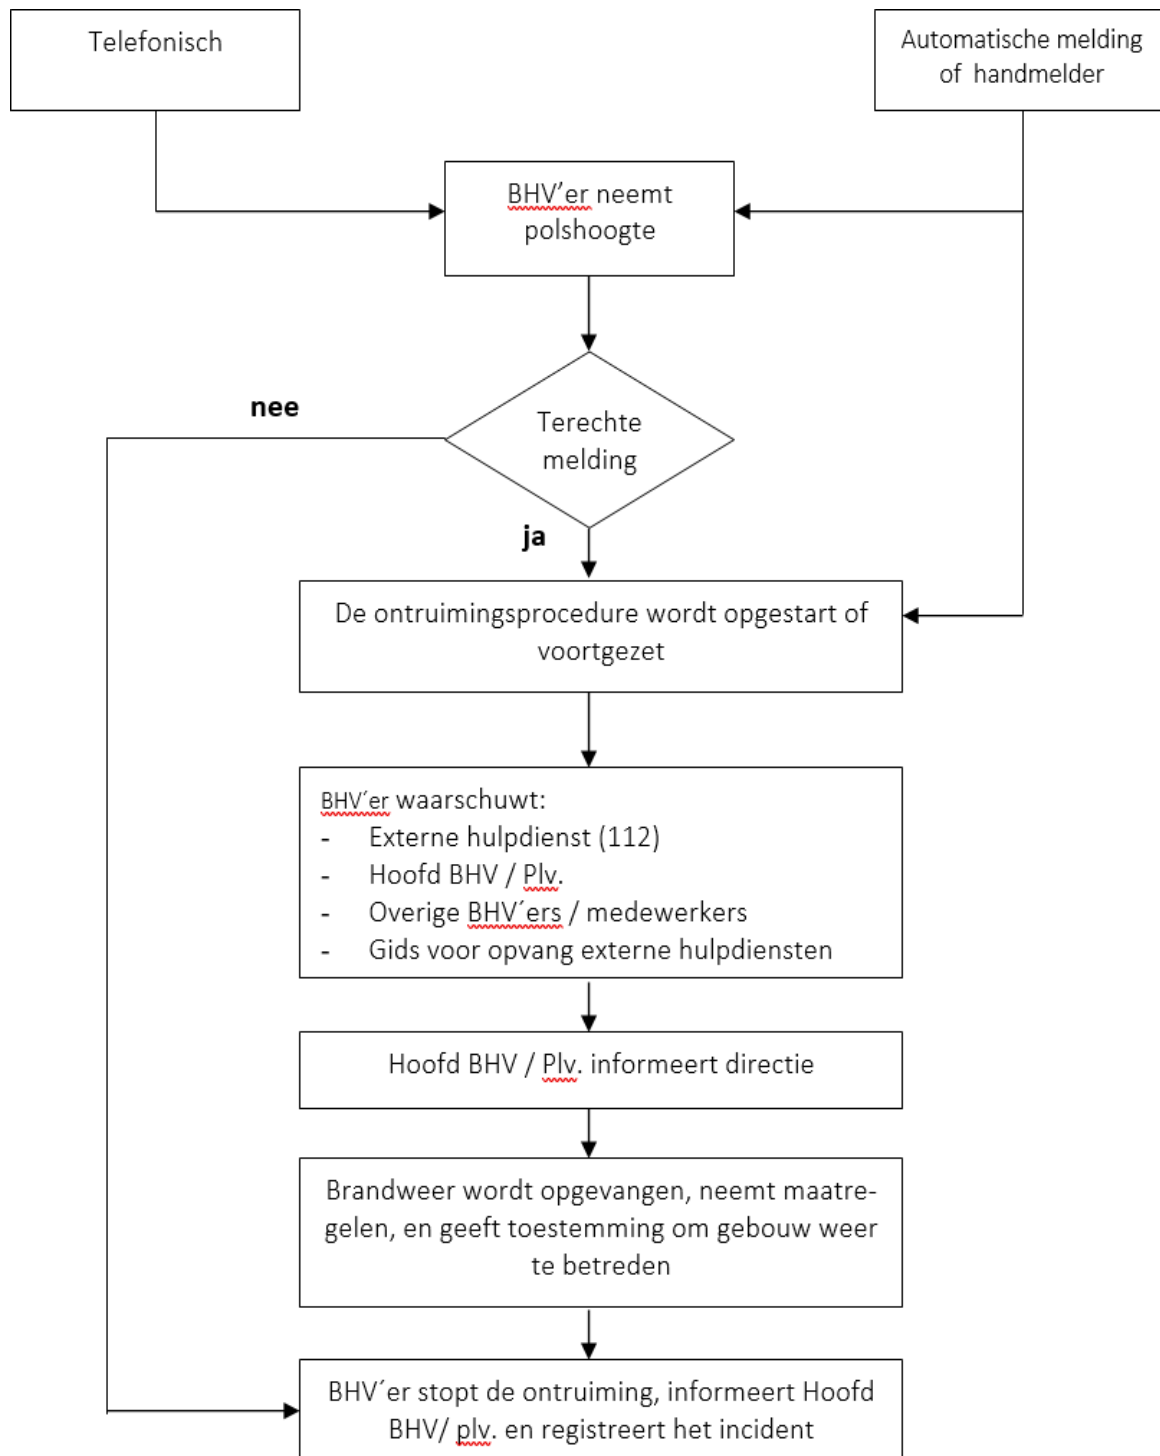 Telefonisch
Automatische melding
of handmelder
BHV’er neemt
polshoogte
nee
Terechte
melding
ja
De ontruimingsprocedure wordt opgestart of
voortgezet
BHV´er waarschuwt:
- Externe hulpdienst (112)
- Hoofd BHV / Plv.
- Overige BHV´ers / medewerkers
- Gids voor opvang externe hulpdiensten
Hoofd BHV / Plv. informeert directie
Brandweer wordt opgevangen, neemt maatre-
gelen, en geeft toestemming om gebouw weer
te betreden
BHV´er stopt de ontruiming, informeert Hoofd
BHV/ plv. en registreert het incident